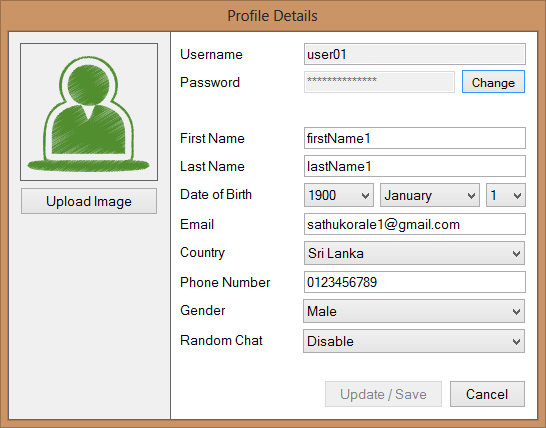 Profile Details
Username user01
Password ************** Change
First Name firstName1
Last Name lastName1
Upload Image
Date of Birth 1900 January 1
Email sathukorale1@gmail.com
Country Sri Lanka
Phone Number 0123456789
Gender Male
Random Chat Disable
Update / Save Cancel